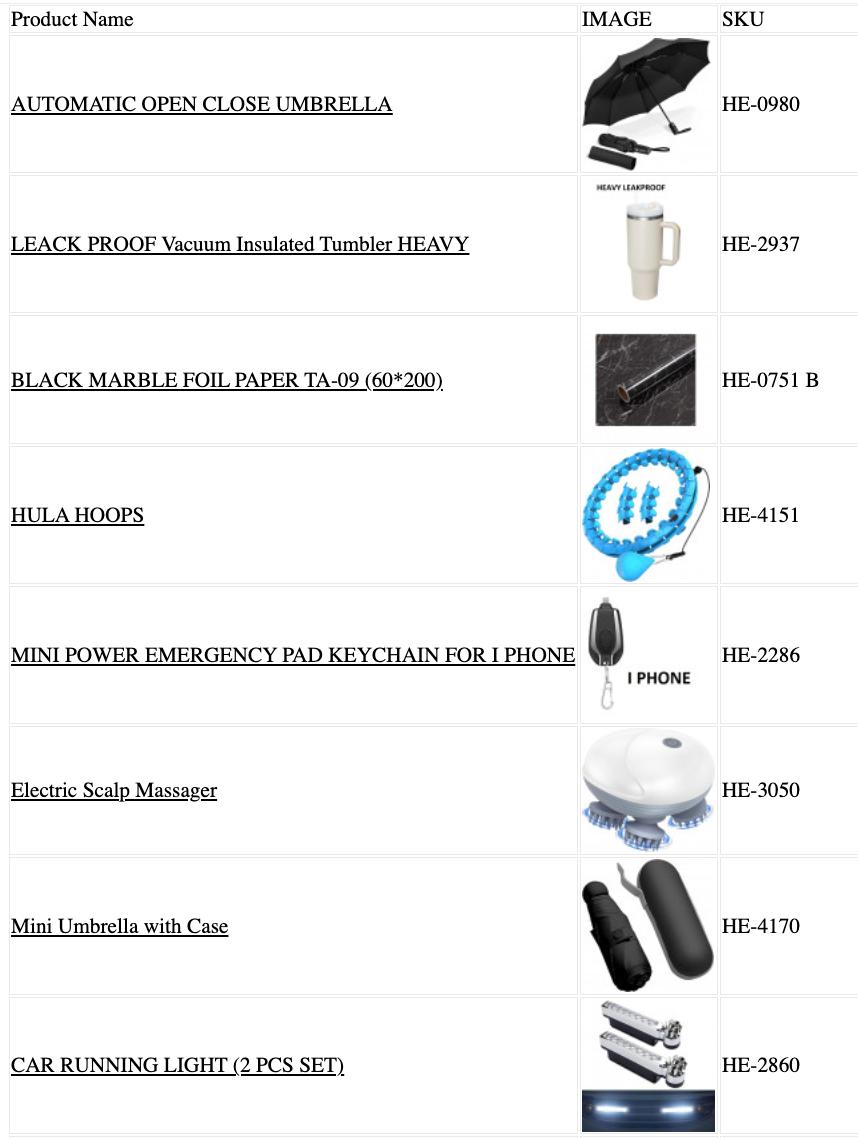 Product Name IMAGE SKU
AUTOMATIC OPEN CLOSE UMBRELLA HE-0980
HEAVY LEAKPROOF
LEACK PROOF Vacuum Insulated Tumbler HEAVY HE-2937
BLACK MARBLE FOIL PAPER TA-09 (60*200) HE-0751 B
HULA HOOPS HE-4151
MINI POWER EMERGENCY PAD KEYCHAIN FOR I PHONE HE-2286
I PHONE
Electric Scalp Massager HE-3050
Mini Umbrella with Case HE-4170
CAR RUNNING LIGHT (2 PCS SET) HE-2860